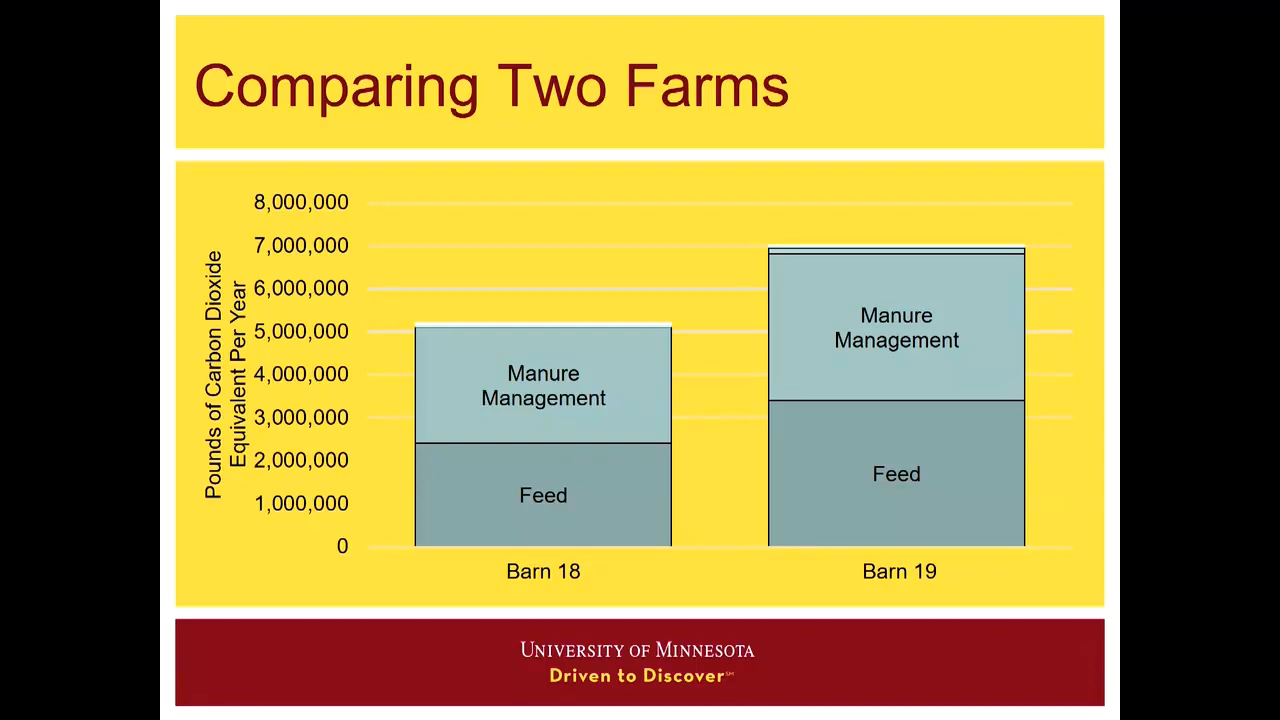 Comparing Two Farms
Pounds of Carbon Dioxide
Equivalent Per Year
8,000,000
7,000,000
6,000,000
5,000,000
4,000,000
3,000,000
2,000,000
1,000,000
0
Manure
Management
Feed
Manure
Management
Feed
Barn 18
Barn 19
UNIVERSITY OF MINNESOTA
Driven to Discover℠